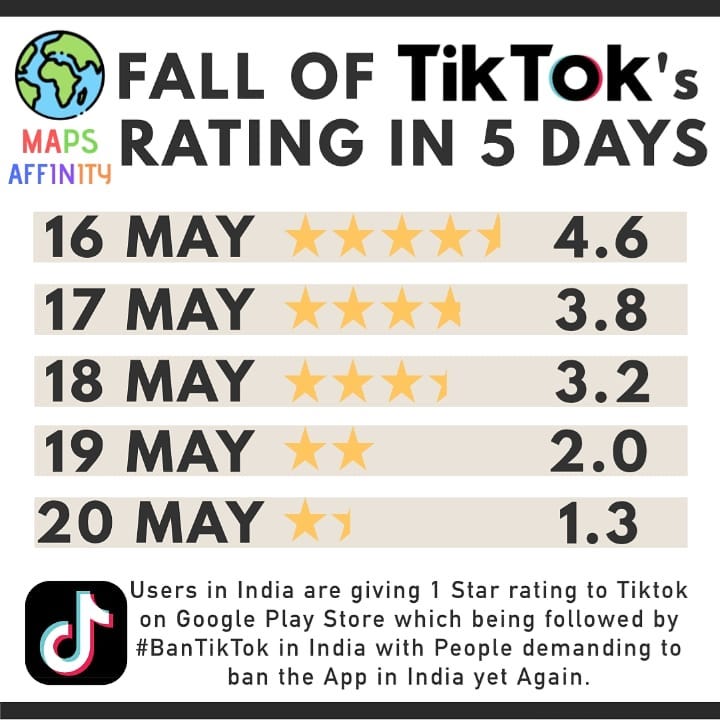 FALL OF TikTok's
MAPS AFFINITY
RATING IN 5 DAYS
16 MAY 4.6
17 MAY 3.8
18 MAY 3.2
19 MAY 2.0
20 MAY 1.3
Users in India are giving 1 Star rating to Tiktok
on Google Play Store which being followed by
#BanTikTok in India with People demanding to
ban the App in India yet Again.